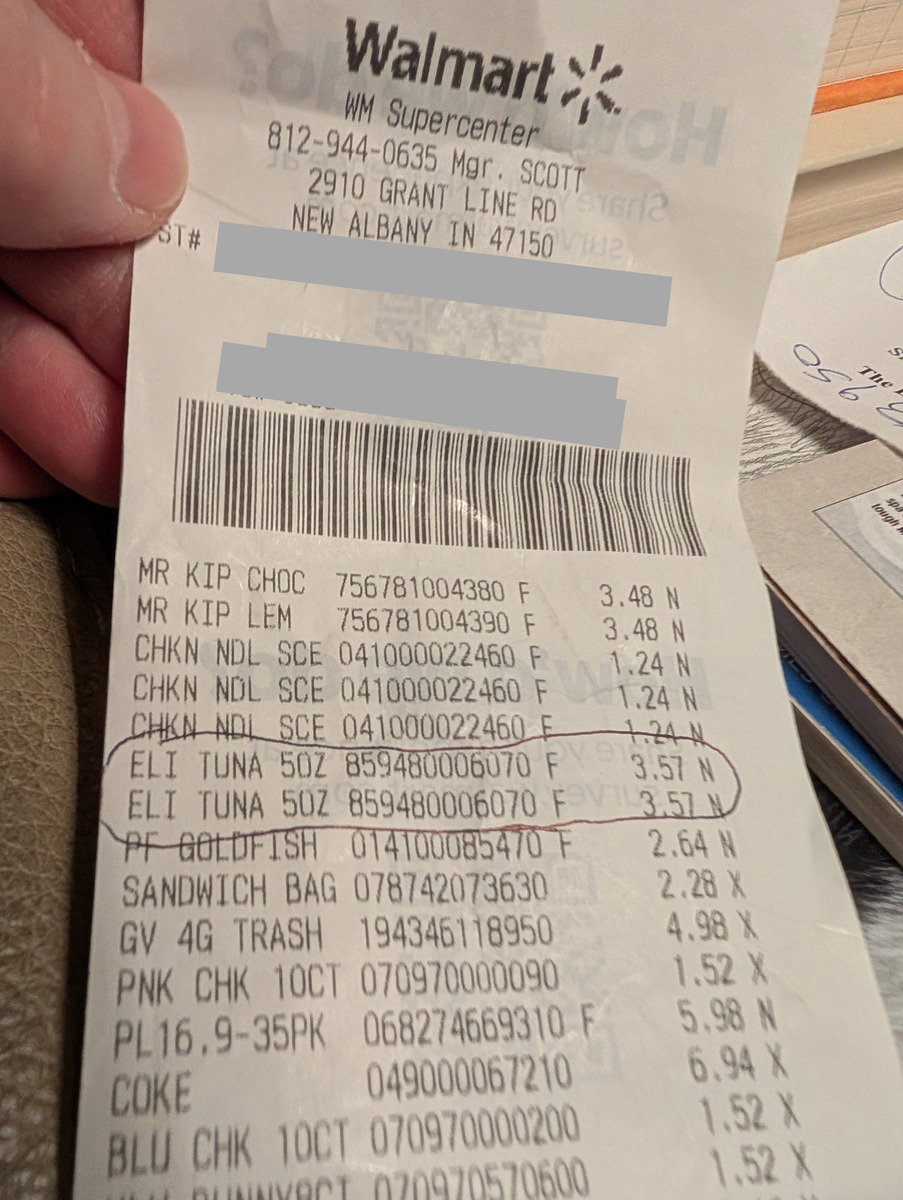 Walmart
WM Supercenter
812-944-0635 Mgr. SCOTT
2910 GRANT LINE RD
NEW ALBANY IN 47150
ST#
MR KIP CHOC 756781004380 F 3.48 N
MR KIP LEM 756781004390 F 3.48 N
CHKN NDL SCE 041000022460 F 1.24 N
CHKN NDL SCE 041000022460 F 1.24 N
CHKN NDL SCE 041000022460 F 1.24 N
ELI TUNA 5OZ 859480006070 F 3.57 N
ELI TUNA 5OZ 859480006070 F 3.57 N
PF GOLDFISH 014100085470 F 2.64 N
SANDWICH BAG 078742073630 2.28 X
GV 4G TRASH 194346118950 4.98 X
PNK CHK 10CT 070970000090 1.52 X
PL16.9-35PK 068274669310 F 5.98 N
COKE 049000067210 6.94 X
BLU CHK 10CT 070970000200 1.52 X
070970570600 1.52 X
The
950